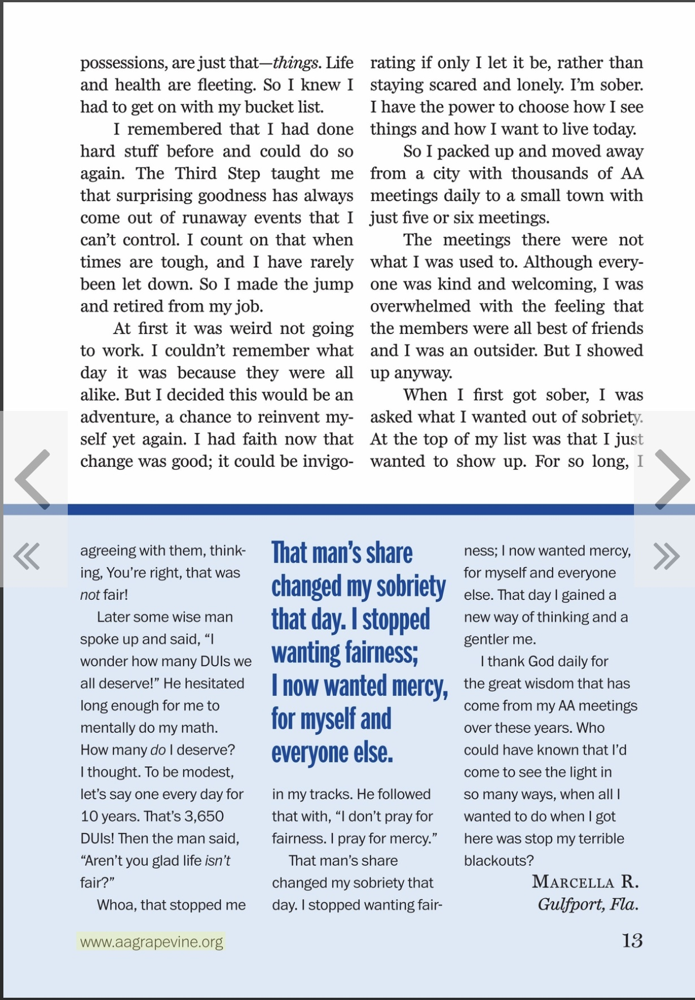 possessions, are just that—things. Life
and health are fleeting. So I knew I
had to get on with my bucket list.
I remembered that I had done
hard stuff before and could do so
again. The Third Step taught me
that surprising goodness has always
come out of runaway events that I
can’t control. I count on that when
times are tough, and I have rarely
been let down. So I made the jump
and retired from my job.
At first it was weird not going
to work. I couldn’t remember what
day it was because they were all
alike. But I decided this would be an
adventure, a chance to reinvent my-
self yet again. I had faith now that
change was good; it could be invigo-
rating if only I let it be, rather than
staying scared and lonely. I’m sober.
I have the power to choose how I see
things and how I want to live today.
So I packed up and moved away
from a city with thousands of AA
meetings daily to a small town with
just five or six meetings.
The meetings there were not
what I was used to. Although every-
one was kind and welcoming, I was
overwhelmed with the feeling that
the members were all best of friends
and I was an outsider. But I showed
up anyway.
When I first got sober, I was
asked what I wanted out of sobriety.
At the top of my list was that I just
wanted to show up. For so long, I
agreeing with them, think-
ing, You’re right, that was
not fair!
Later some wise man
spoke up and said, “I
wonder how many DUIs we
all deserve!” He hesitated
long enough for me to
mentally do my math.
How many do I deserve?
I thought. To be modest,
let’s say one every day for
10 years. That’s 3,650
DUIs! Then the man said,
“Aren’t you glad life isn’t
fair?”
Whoa, that stopped me
That man’s share
changed my sobriety
that day. I stopped
wanting fairness;
I now wanted mercy,
for myself and
everyone else.
in my tracks. He followed
that with, “I don’t pray for
fairness. I pray for mercy.”
That man’s share
changed my sobriety that
day. I stopped wanting fair-
ness; I now wanted mercy,
for myself and everyone
else. That day I gained a
new way of thinking and a
gentler me.
I thank God daily for
the great wisdom that has
come from my AA meetings
over these years. Who
could have known that I’d
come to see the light in
so many ways, when all I
wanted to do when I got
here was stop my terrible
blackouts?
MARCELLA R.
Gulfport, Fla.
www.aagrapevine.org
13